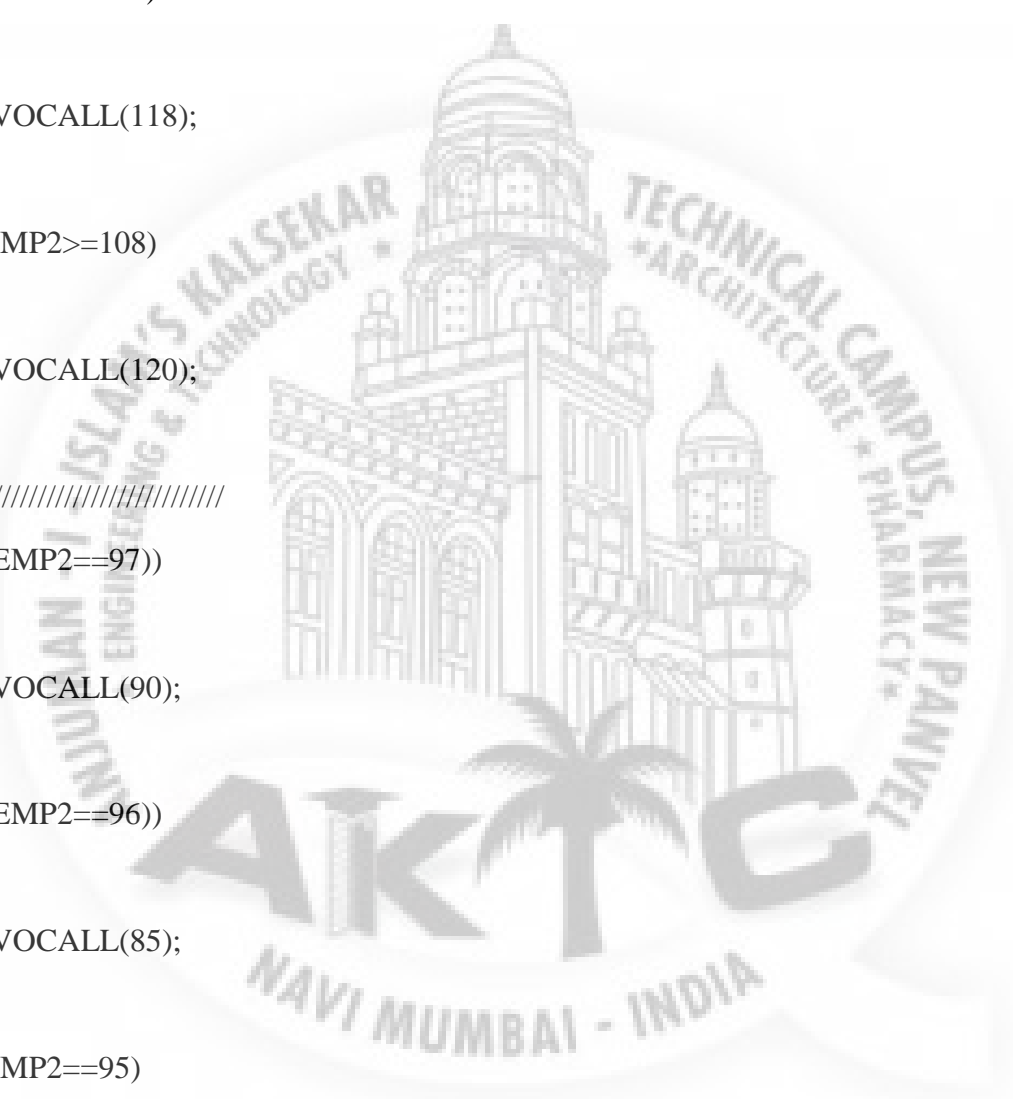 VOCALL(118);
MP2>=108)
VOCALL(120);
//////////////////////////
EMP2==97))
VOCALL(90);
EMP2==96))
VOCALL(85);
MP2==95)
ANJUMAN - I - ISLAM'S KALSEKAR TECHNICAL CAMPUS, NEW PANVEL
ENGINEERING & TECHNOLOGY * *ARCHITECTURE * PHARMACY*
AKTC
NAVI MUMBAI - INDIA